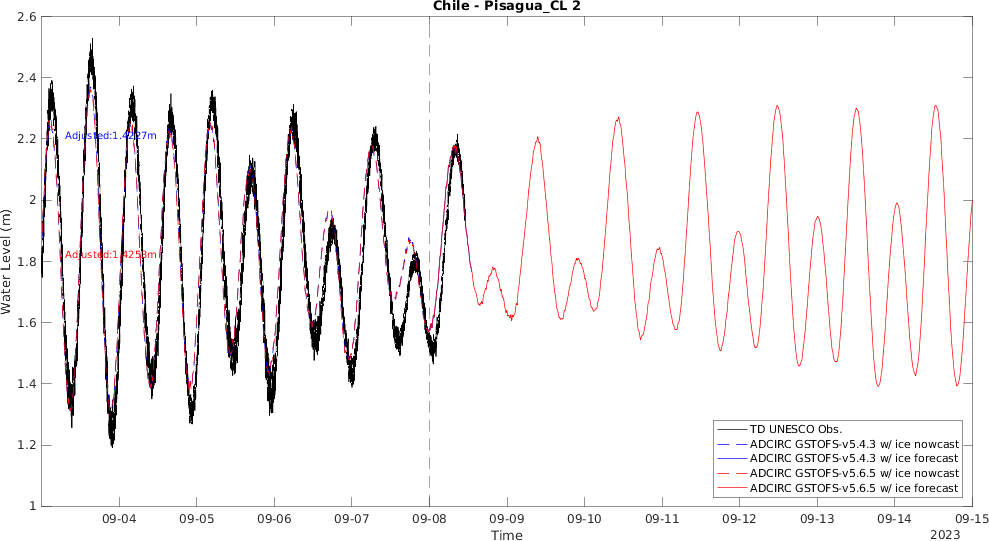 Chile - Pisagua_CL 2
2.6
2.4
2.2
2
1.8
1.6
1.4
1.2
1
Water Level (m)
Adjusted:1.4227m
Adjusted:1.4253m
TD UNESCO Obs.
ADCIRC GSTOFS-v5.4.3 w/ ice nowcast
ADCIRC GSTOFS-v5.4.3 w/ ice forecast
ADCIRC GSTOFS-v5.6.5 w/ ice nowcast
ADCIRC GSTOFS-v5.6.5 w/ ice forecast
09-04 09-05 09-06 09-07 09-08 09-09 09-10 09-11 09-12 09-13 09-14 09-15
Time
2023